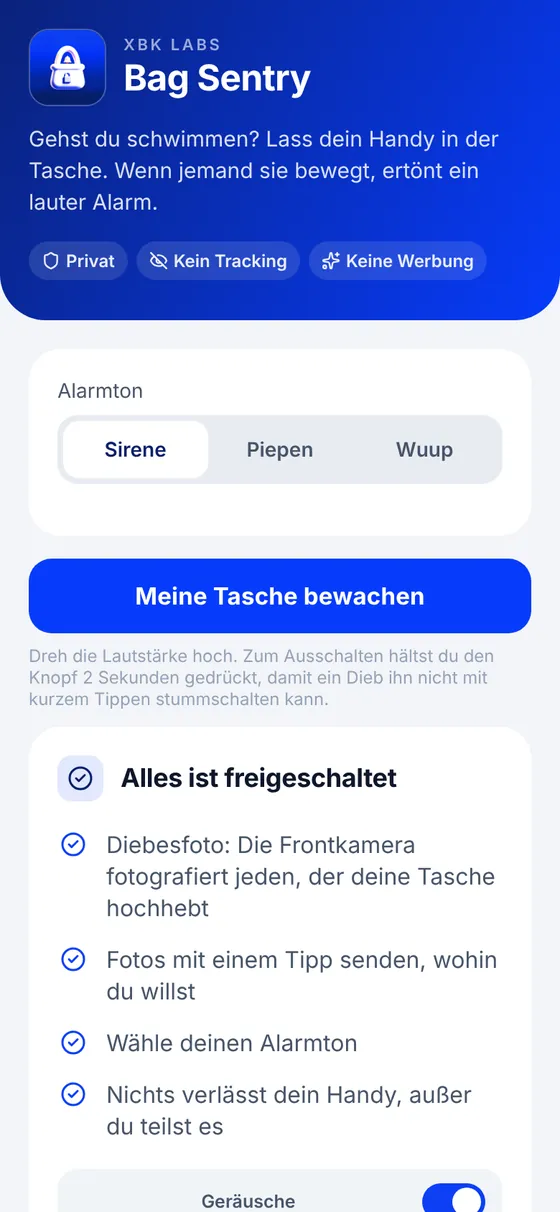 XBK LABS
Bag Sentry
Gehst du schwimmen? Lass dein Handy in der
Tasche. Wenn jemand sie bewegt, ertönt ein
lauter Alarm.
Privat
Kein Tracking
Keine Werbung
Alarmton
Sirene
Piepen
Wuup
Meine Tasche bewachen
Dreh die Lautstärke hoch. Zum Ausschalten hältst du den
Knopf 2 Sekunden gedrückt, damit ein Dieb ihn nicht mit
kurzem Tippen stummschalten kann.
Alles ist freigeschaltet
Diebesfoto: Die Frontkamera
fotografiert jeden, der deine Tasche
hochhebt
Fotos mit einem Tipp senden, wohin
du willst
Wähle deinen Alarmton
Nichts verlässt dein Handy, außer
du teilst es
Geräusche